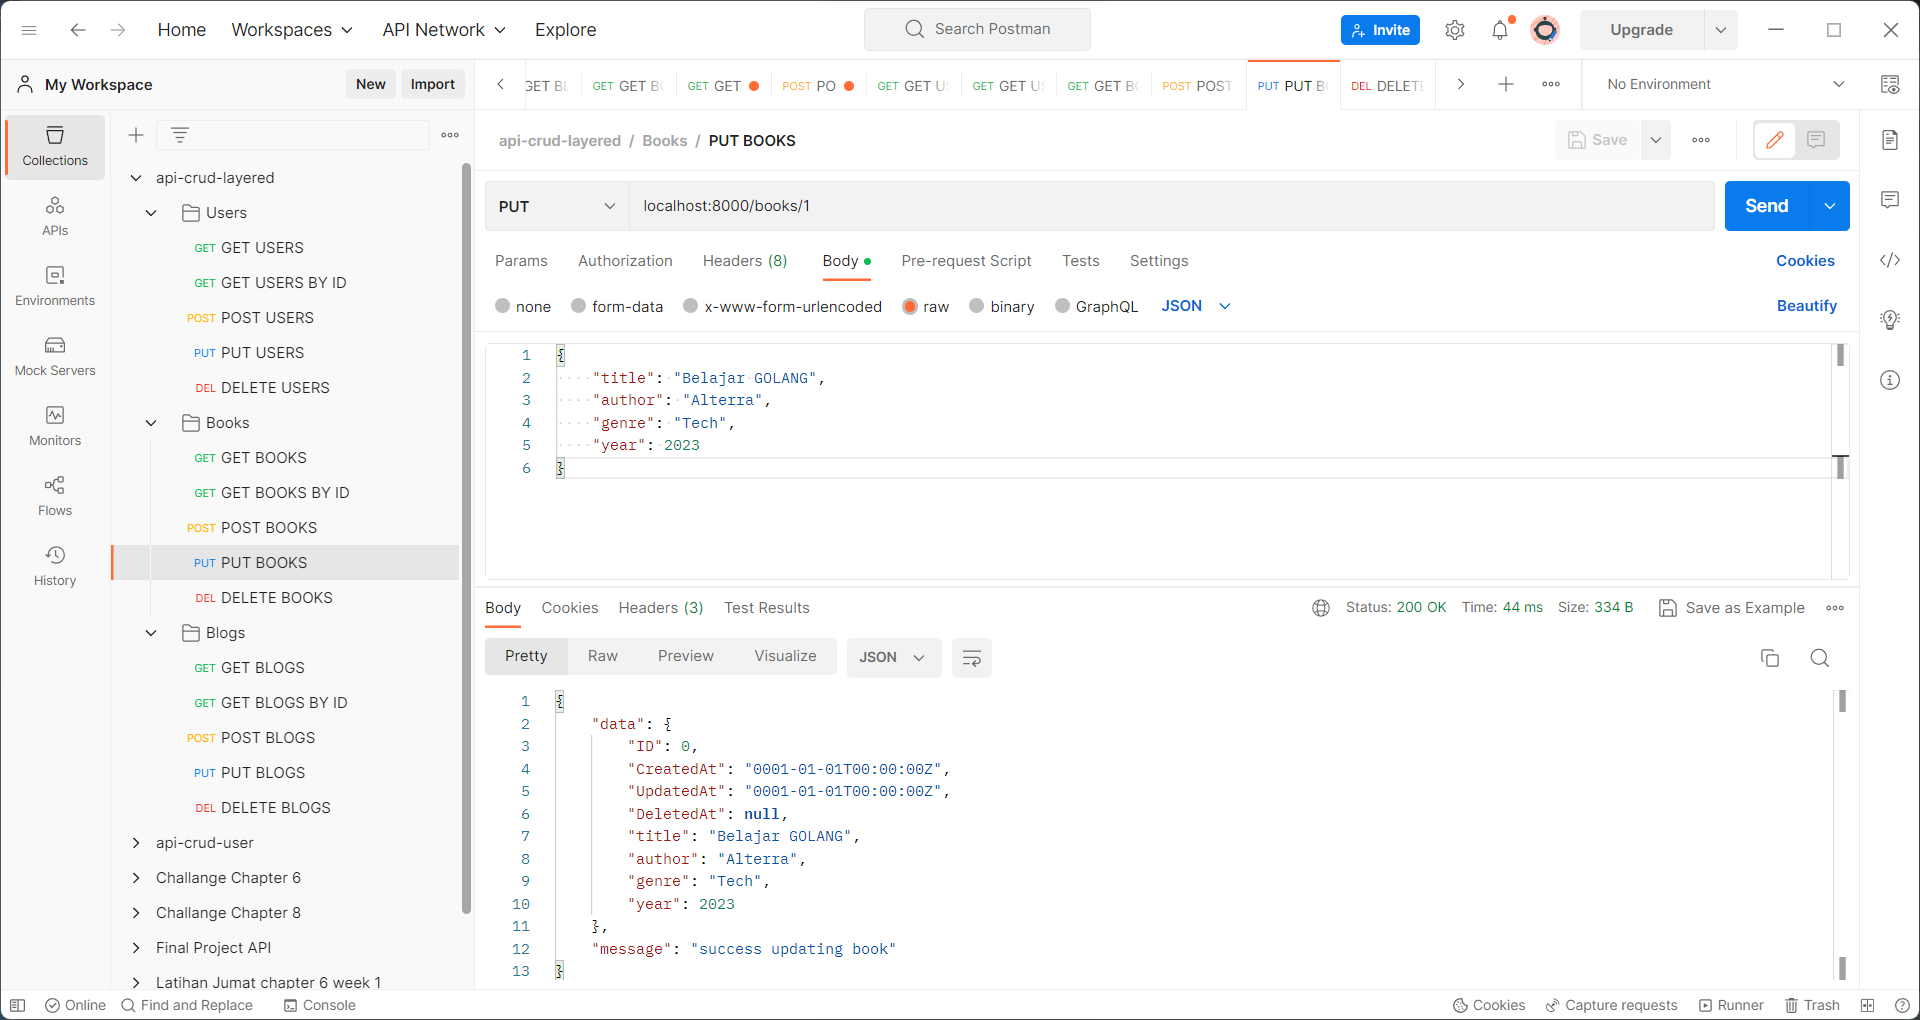 Home
Workspaces
API Network
Explore
Search Postman
Invite
Upgrade
My Workspace
New
Import
GET BL
GET GET BO
GET GET
POST PO
GET GET US
GET GET US
GET GET BO
POST POST
PUT PUT B
DEL DELETE
No Environment
Collections
APIs
Environments
Mock Servers
Monitors
Flows
History
api-crud-layered
Users
GET GET USERS
GET GET USERS BY ID
POST POST USERS
PUT PUT USERS
DEL DELETE USERS
Books
GET GET BOOKS
GET GET BOOKS BY ID
POST POST BOOKS
PUT PUT BOOKS
DEL DELETE BOOKS
Blogs
GET GET BLOGS
GET GET BLOGS BY ID
POST POST BLOGS
PUT PUT BLOGS
DEL DELETE BLOGS
api-crud-user
Challange Chapter 6
Challange Chapter 8
Final Project API
Latihan Jumat chapter 6 week 1
api-crud-layered / Books / PUT BOOKS
Save
PUT
localhost:8000/books/1
Send
Params
Authorization
Headers (8)
Body
Pre-request Script
Tests
Settings
Cookies
none
form-data
x-www-form-urlencoded
raw
binary
GraphQL
JSON
Beautify
1 {
2 "title": "Belajar GOLANG",
3 "author": "Alterra",
4 "genre": "Tech",
5 "year": 2023
6 }
Body
Cookies
Headers (3)
Test Results
Status: 200 OK
Time: 44 ms
Size: 334 B
Save as Example
Pretty
Raw
Preview
Visualize
JSON
1 {
2 "data": {
3 "ID": 0,
4 "CreatedAt": "0001-01-01T00:00:00Z",
5 "UpdatedAt": "0001-01-01T00:00:00Z",
6 "DeletedAt": null,
7 "title": "Belajar GOLANG",
8 "author": "Alterra",
9 "genre": "Tech",
10 "year": 2023
11 },
12 "message": "success updating book"
13 }
Online
Find and Replace
Console
Cookies
Capture requests
Runner
Trash